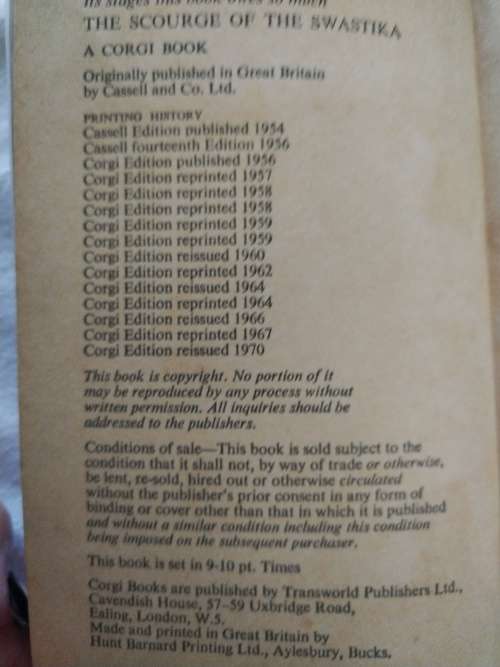 its stages this book owes so much
THE SCOURGE OF THE SWASTIKA
A CORGI BOOK
Originally published in Great Britain
by Cassell and Co. Ltd.
PRINTING HISTORY
Cassell Edition published 1954
Cassell fourteenth Edition 1956
Corgi Edition published 1956
Corgi Edition reprinted 1957
Corgi Edition reprinted 1958
Corgi Edition reprinted 1958
Corgi Edition reprinted 1959
Corgi Edition reprinted 1959
Corgi Edition reissued 1960
Corgi Edition reprinted 1962
Corgi Edition reissued 1964
Corgi Edition reprinted 1964
Corgi Edition reissued 1966
Corgi Edition reprinted 1967
Corgi Edition reissued 1970
This book is copyright. No portion of it
may be reproduced by any process without
written permission. All inquiries should be
addressed to the publishers.
Conditions of sale—This book is sold subject to the
condition that it shall not, by way of trade or otherwise,
be lent, re-sold, hired out or otherwise circulated
without the publisher's prior consent in any form of
binding or cover other than that in which it is published
and without a similar condition including this condition
being imposed on the subsequent purchaser.
This book is set in 9-10 pt. Times
Corgi Books are published by Transworld Publishers Ltd.,
Cavendish House, 57-59 Uxbridge Road,
Ealing, London, W.5.
Made and printed in Great Britain by
Hunt Barnard Printing Ltd., Aylesbury, Bucks.